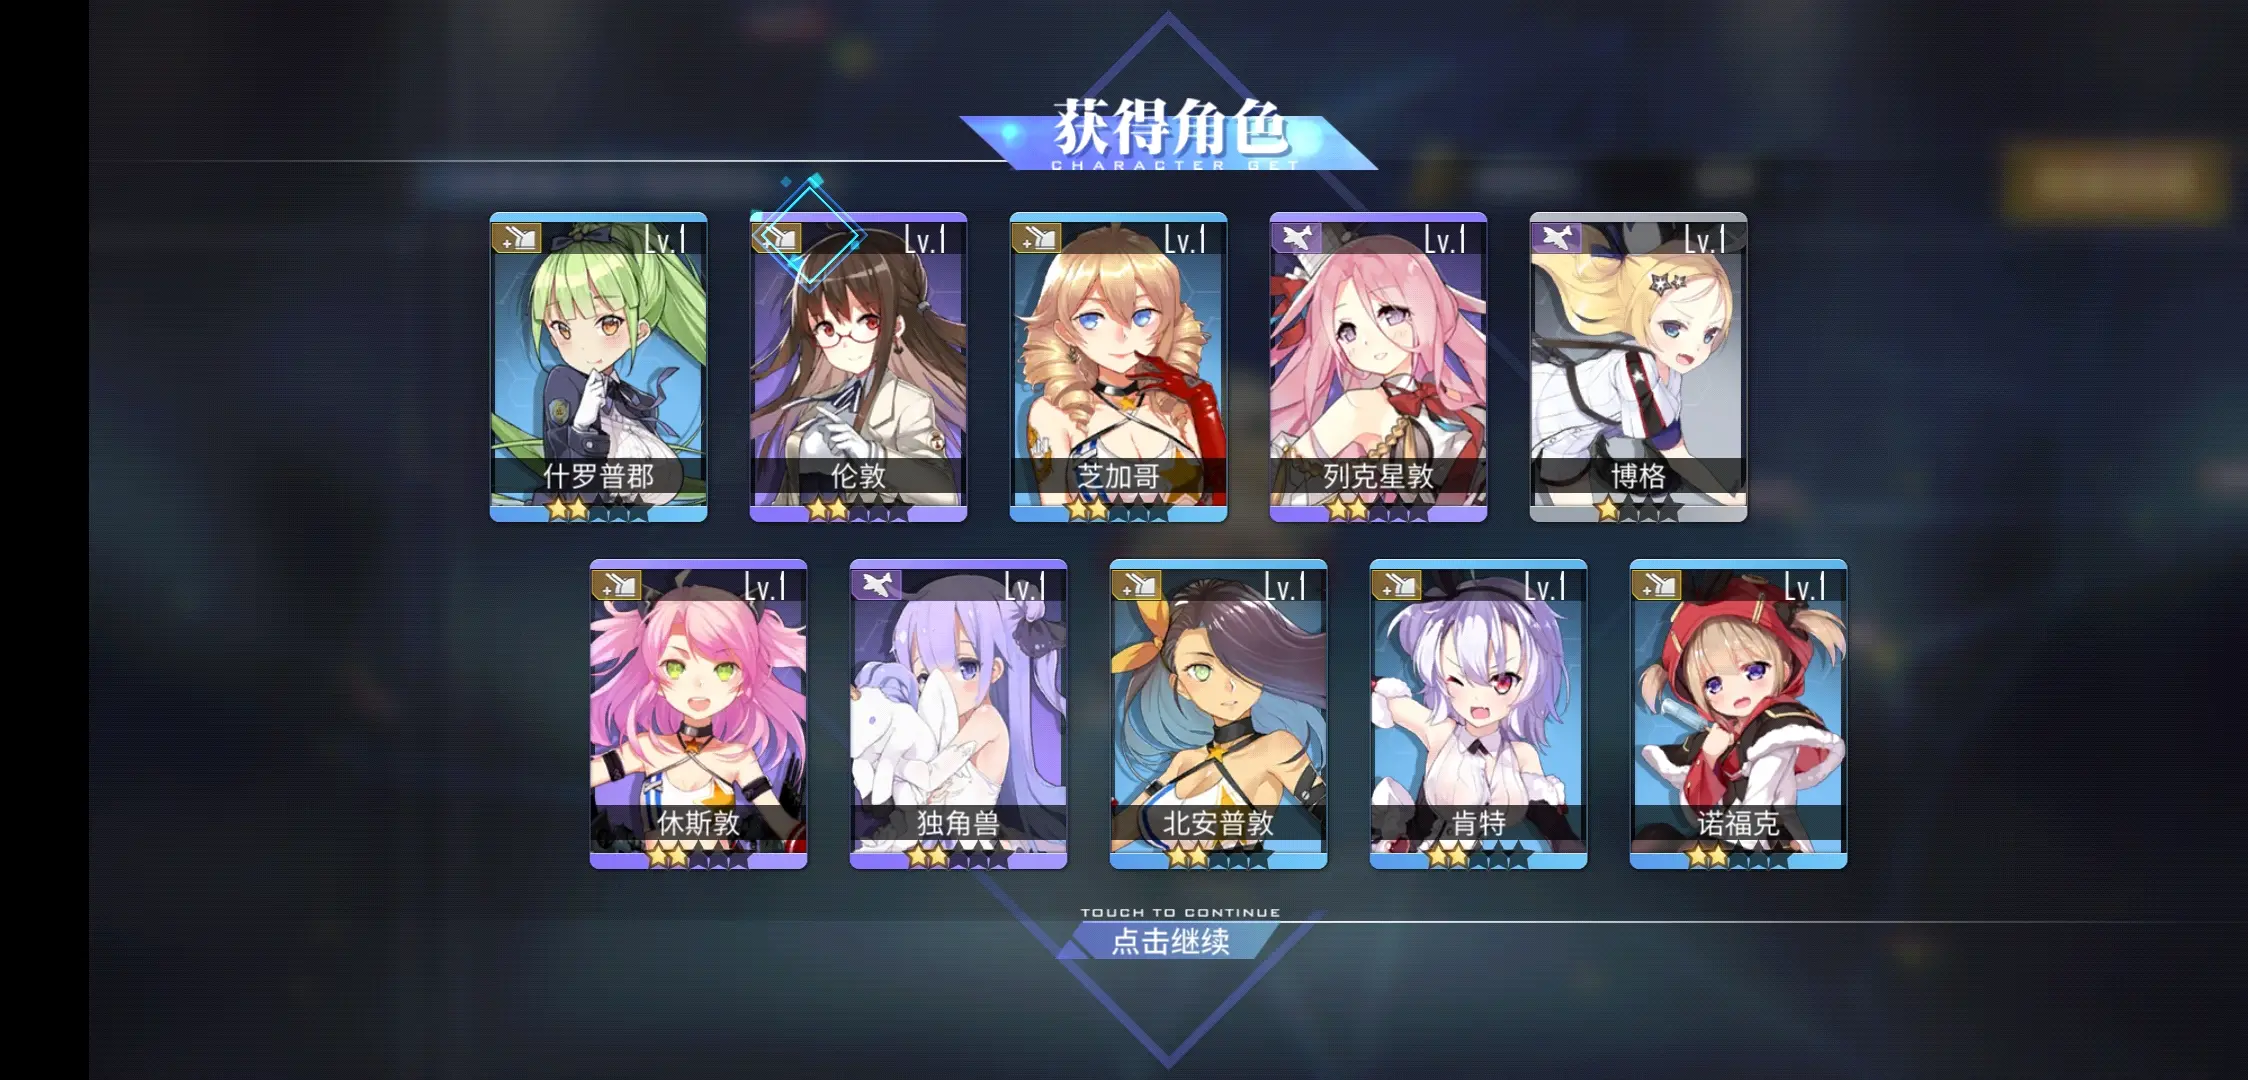 获得角色
CHARACTER GET
Lv.1
Lv.1
Lv.1
Lv.1
Lv.1
什罗普郡
伦敦
芝加哥
列克星敦
博格
Lv.1
Lv.1
Lv.1
Lv.1
Lv.1
休斯敦
独角兽
北安普敦
肯特
诺福克
TOUCH TO CONTINUE
点击继续